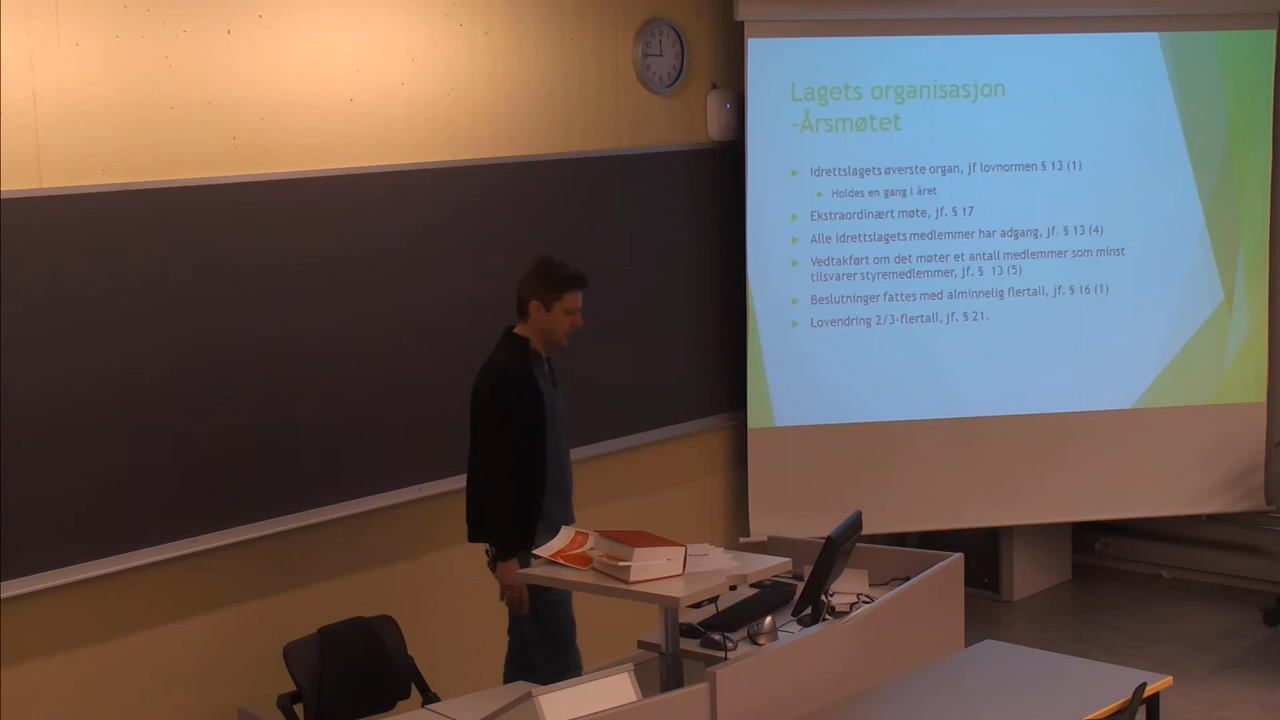 Lagets organisasjon
-Årsmøtet
Idrettslagets øverste organ, jf lovnormen § 13 (1)
Holdes en gang i året
Ekstraordinært møte, jf. § 17
Alle idrettslagets medlemmer har adgang, jf. § 13 (4)
Vedtakført om det møter et antall medlemmer som minst
tilsvarer styremedlemmer, jf. § 13 (5)
Beslutninger fattes med alminnelig flertall, jf. § 16 (1)
Lovendring 2/3-flertall, jf. § 21.